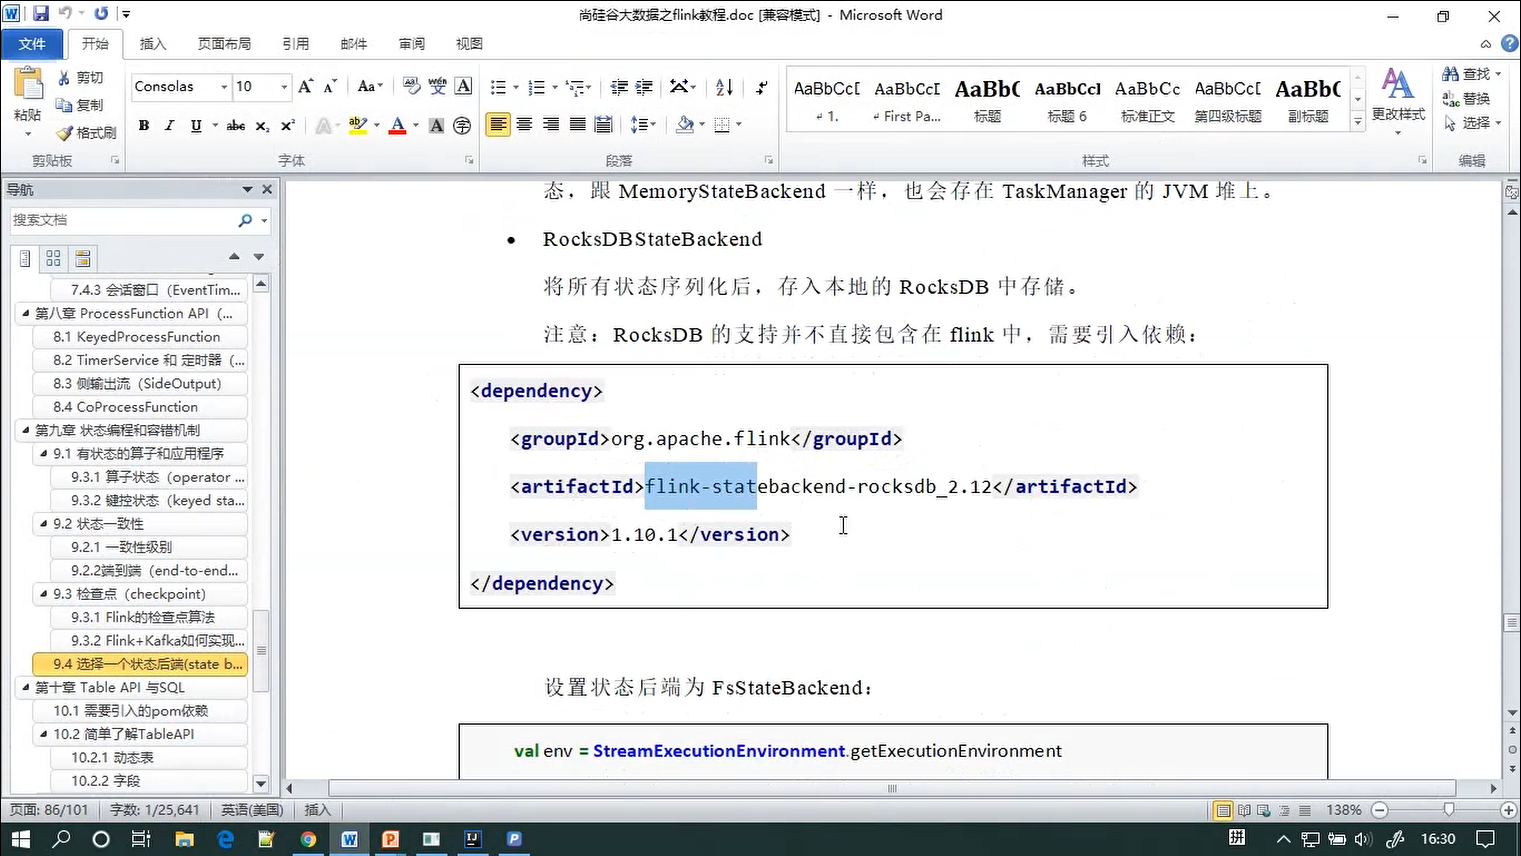 尚硅谷大数据之flink教程.doc [兼容模式] - Microsoft Word
文件 开始 插入 页面布局 引用 邮件 审阅 视图
剪切 Consolas 10 AaBbCcD AaBbCcD AaBb( AaBbCcl AaBbCc AaBbCcD AaBb( 查找
粘贴 复制 1. First Pa... 标题 标题 6 标准正文 第四级标题 副标题 更改样式 替换
格式刷 选择
剪贴板 字体 段落 样式 编辑
导航
搜索文档
7.4.3 会话窗口（EventTim...
第八章 ProcessFunction API（...
8.1 KeyedProcessFunction
8.2 TimerService 和 定时器（...
8.3 侧输出流（SideOutput）
8.4 CoProcessFunction
第九章 状态编程和容错机制
9.1 有状态的算子和应用程序
9.3.1 算子状态（operator ...
9.3.2 键控状态（keyed sta...
9.2 状态一致性
9.2.1 一致性级别
9.2.2端到端（end-to-end...
9.3 检查点（checkpoint）
9.3.1 Flink的检查点算法
9.3.2 Flink+Kafka如何实现...
9.4 选择一个状态后端(state b...
第十章 Table API 与SQL
10.1 需要引入的pom依赖
10.2 简单了解TableAPI
10.2.1 动态表
10.2.2 字段
态，跟 MemoryStateBackend 一样，也会存在 TaskManager 的 JVM 堆上。
• RocksDBStateBackend
将所有状态序列化后，存入本地的 RocksDB 中存储。
注意：RocksDB 的支持并不直接包含在 flink 中，需要引入依赖：
<dependency>
<groupId>org.apache.flink</groupId>
<artifactId>flink-statebackend-rocksdb_2.12</artifactId>
<version>1.10.1</version>
</dependency>
设置状态后端为 FsStateBackend：
val env = StreamExecutionEnvironment.getExecutionEnvironment
页面: 86/101 字数: 1/25,641 英语(美国) 插入 138%
拼 16:30